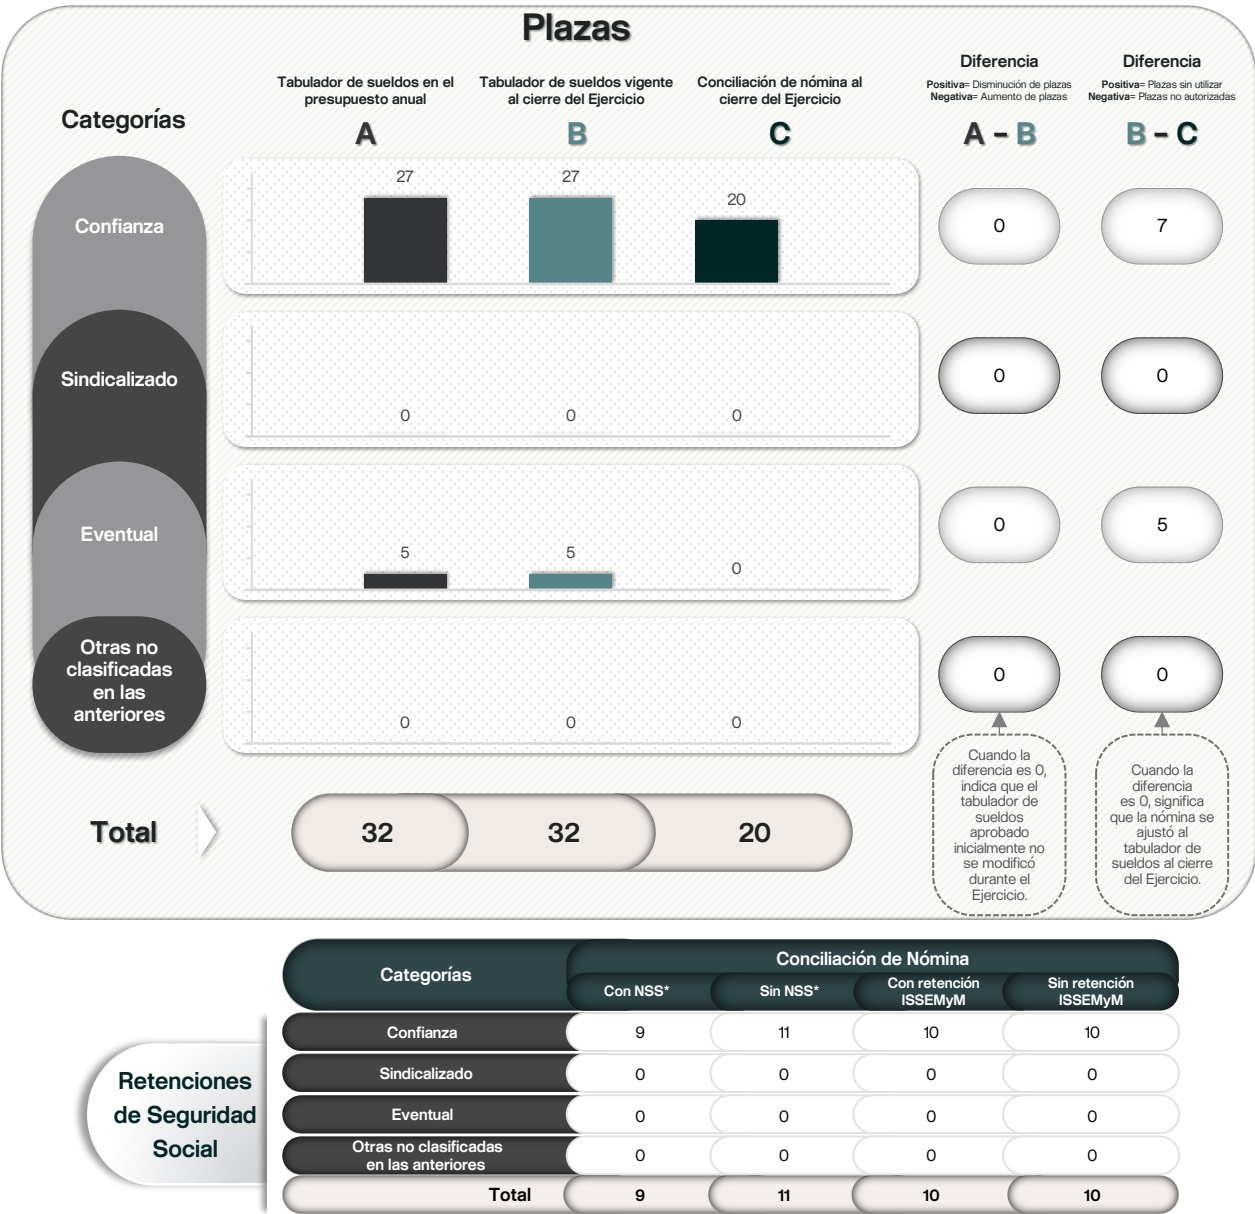 Plazas
Categorías
Tabulador de sueldos en el
presupuesto anual
A
Tabulador de sueldos vigente
al cierre del Ejercicio
B
Conciliación de nómina al
cierre del Ejercicio
C
Diferencia
Positiva= Disminución de plazas
Negativa= Aumento de plazas
A – B
Diferencia
Positiva= Plazas sin utilizar
Negativa= Plazas no autorizadas
B – C
Confianza
27
27
20
0
7
Sindicalizado
0
0
0
0
0
Eventual
5
5
0
0
5
Otras no
clasificadas
en las
anteriores
0
0
0
0
0
Cuando la
diferencia es 0,
indica que el
tabulador de
sueldos
aprobado
inicialmente no
se modificó
durante el
Ejercicio.
Cuando la
diferencia
es 0, significa
que la nómina se
ajustó al
tabulador de
sueldos al cierre
del Ejercicio.
Total
32
32
20
Retenciones
de Seguridad
Social
Categorías
Conciliación de Nómina
Con NSS*
Sin NSS*
Con retención
ISSEMyM
Sin retención
ISSEMyM
Confianza
9
11
10
10
Sindicalizado
0
0
0
0
Eventual
0
0
0
0
Otras no clasificadas
en las anteriores
0
0
0
0
Total
9
11
10
10